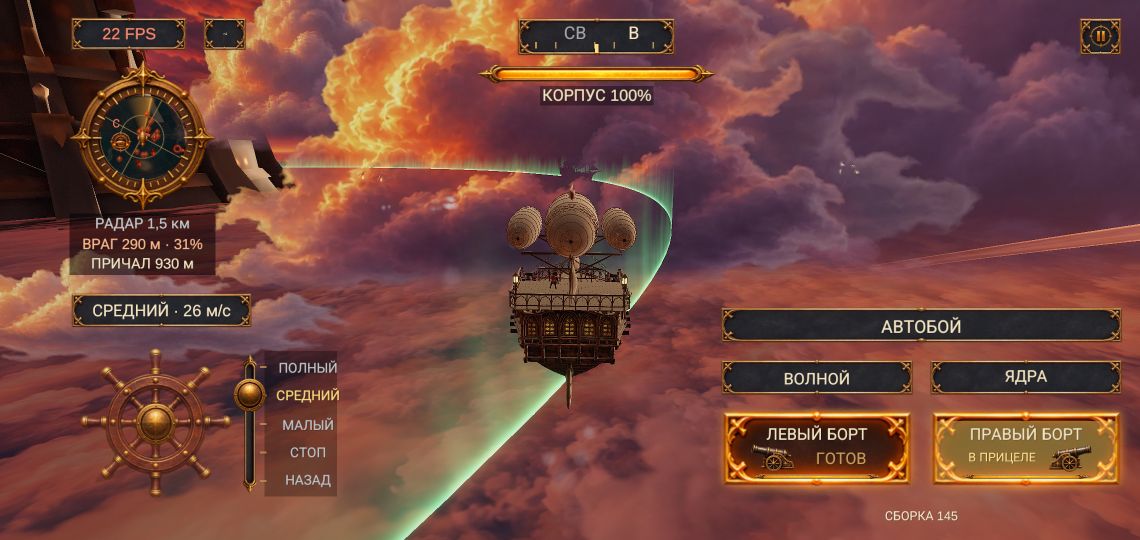 22 FPS
СВ В
КОРПУС 100%
С
РАДАР 1,5 км
ВРАГ 290 м · 31%
ПРИЧАЛ 930 м
СРЕДНИЙ · 26 м/с
ПОЛНЫЙ
СРЕДНИЙ
МАЛЫЙ
СТОП
НАЗАД
АВТОБОЙ
ВОЛНОЙ
ЯДРА
ЛЕВЫЙ БОРТ
ГОТОВ
ПРАВЫЙ БОРТ
В ПРИЦЕЛЕ
СБОРКА 145